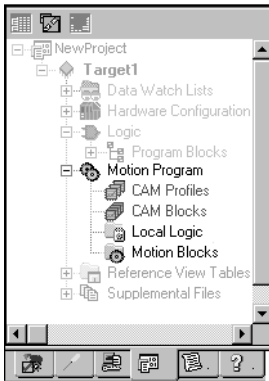 NewProject
Target1
Data Watch Lists
Hardware Configuration
Logic
Program Blocks
Motion Program
CAM Profiles
CAM Blocks
Local Logic
Motion Blocks
Reference View Tables
Supplemental Files